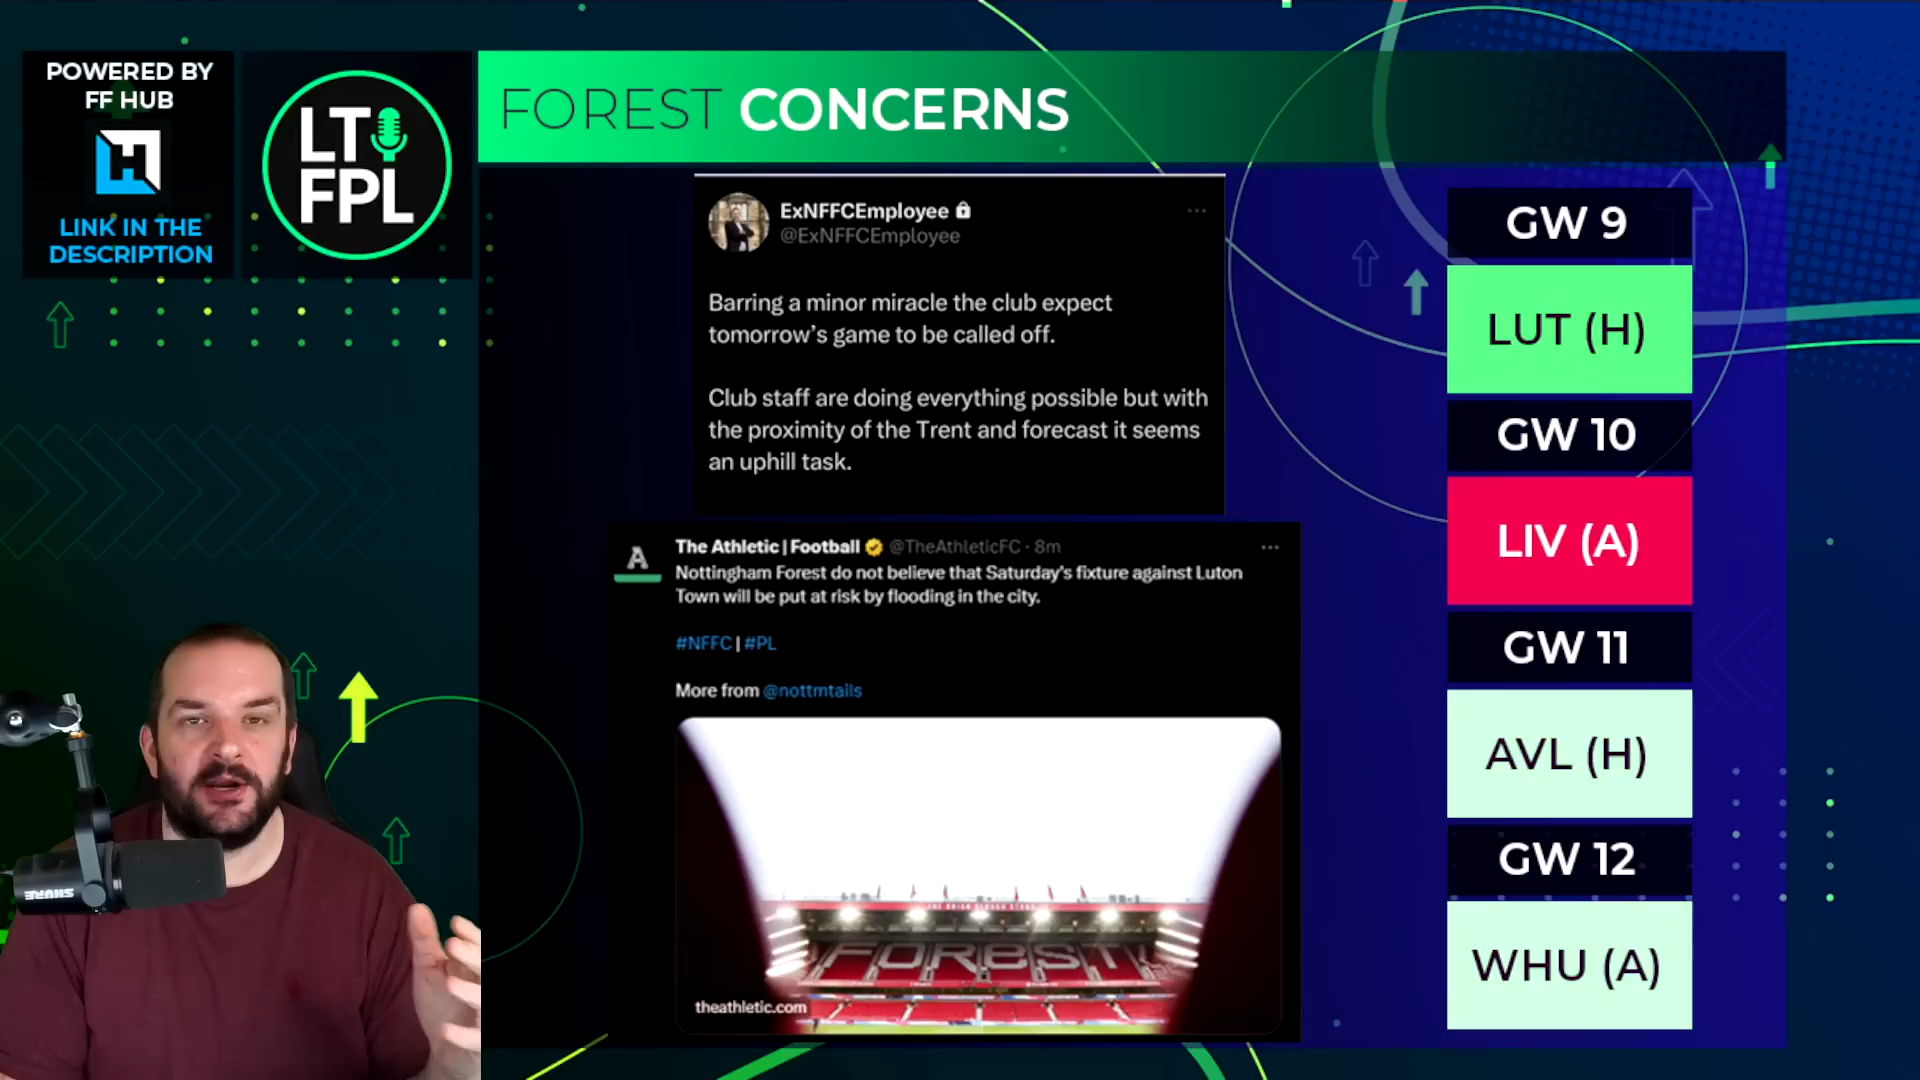 POWERED BY
FF HUB
LINK IN THE
DESCRIPTION
LT
FPL
FOREST CONCERNS
ExNFFCEmployee
@ExNFFCEmployee
Barring a minor miracle the club expect
tomorrow's game to be called off.
Club staff are doing everything possible but with
the proximity of the Trent and forecast it seems
an uphill task.
A
The Athletic | Football @TheAthleticFC · 8m
Nottingham Forest do not believe that Saturday's fixture against Luton
Town will be put at risk by flooding in the city.
#NFFC | #PL
More from @nottmtails
THE BRIAN CLOUGH STAND
FOREST
theathletic.com
GW 9
LUT (H)
GW 10
LIV (A)
GW 11
AVL (H)
GW 12
WHU (A)
SHURE